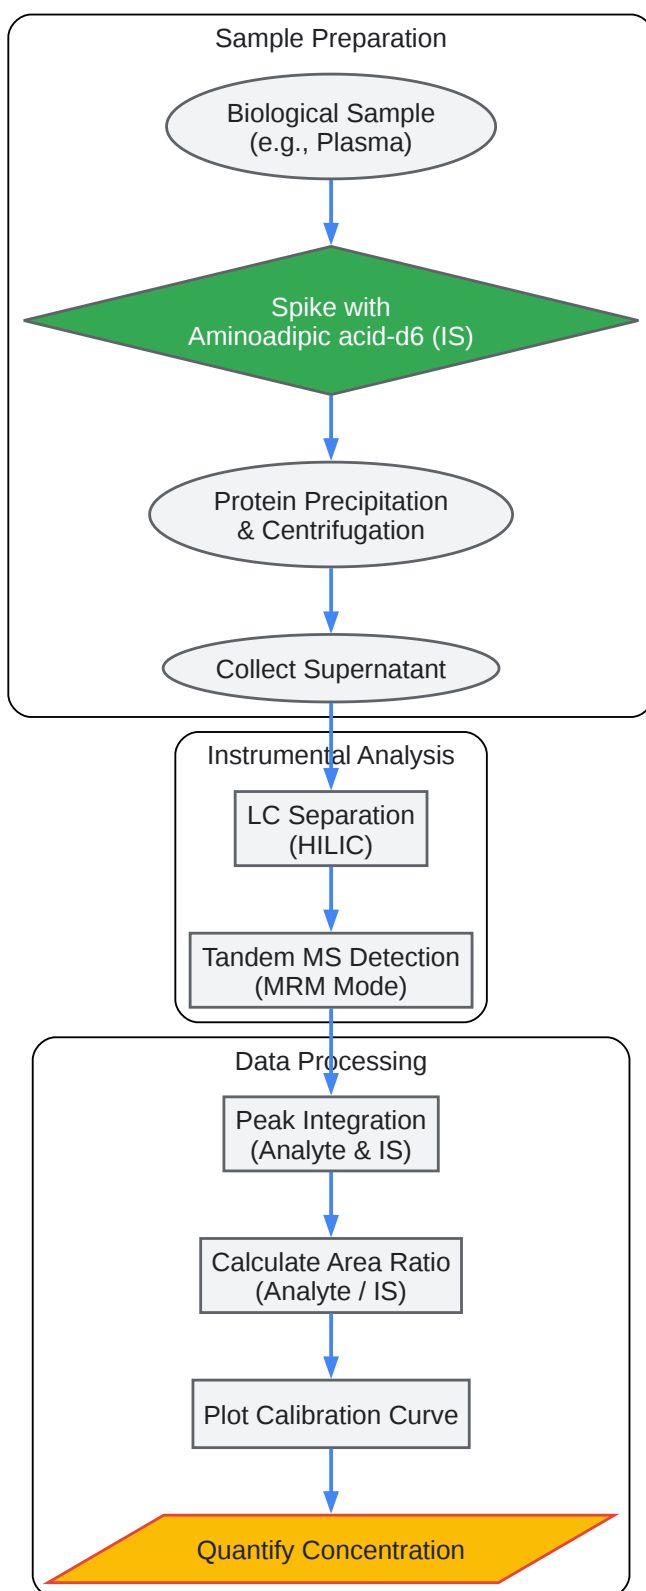 Sample Preparation
Biological Sample
(e.g., Plasma)
Spike with
Aminoadipic acid-d6 (IS)
Protein Precipitation
& Centrifugation
Collect Supernatant
Instrumental Analysis
LC Separation
(HILIC)
Tandem MS Detection
(MRM Mode)
Data Processing
Peak Integration
(Analyte & IS)
Calculate Area Ratio
(Analyte / IS)
Plot Calibration Curve
Quantify Concentration